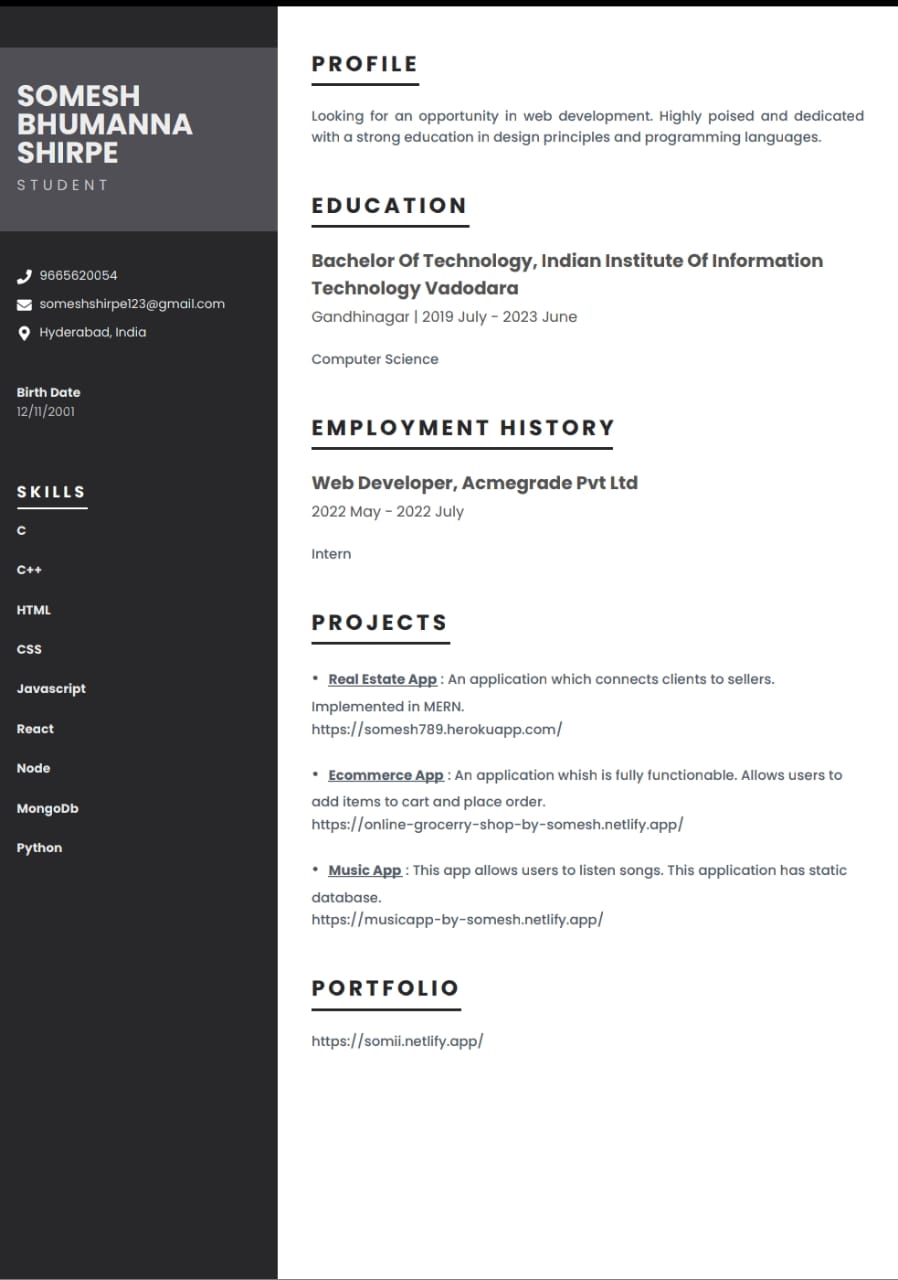 SOMESH
BHUMANNA
SHIRPE
STUDENT
9665620054
someshshirpe123@gmail.com
Hyderabad, India
Birth Date
12/11/2001
SKILLS
C
C++
HTML
CSS
Javascript
React
Node
MongoDb
Python
PROFILE
Looking for an opportunity in web development. Highly poised and dedicated
with a strong education in design principles and programming languages.
EDUCATION
Bachelor Of Technology, Indian Institute Of Information
Technology Vadodara
Gandhinagar | 2019 July - 2023 June
Computer Science
EMPLOYMENT HISTORY
Web Developer, Acmegrade Pvt Ltd
2022 May - 2022 July
Intern
PROJECTS
• Real Estate App : An application which connects clients to sellers.
Implemented in MERN.
https://somesh789.herokuapp.com/
• Ecommerce App : An application whish is fully functionable. Allows users to
add items to cart and place order.
https://online-grocerry-shop-by-somesh.netlify.app/
• Music App : This app allows users to listen songs. This application has static
database.
https://musicapp-by-somesh.netlify.app/
PORTFOLIO
https://somii.netlify.app/